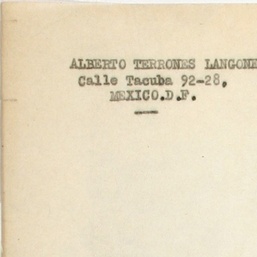 ALBERTO TERRONES LANGONE
Calle Tacuba 92-28,
MEXICO.D.F.